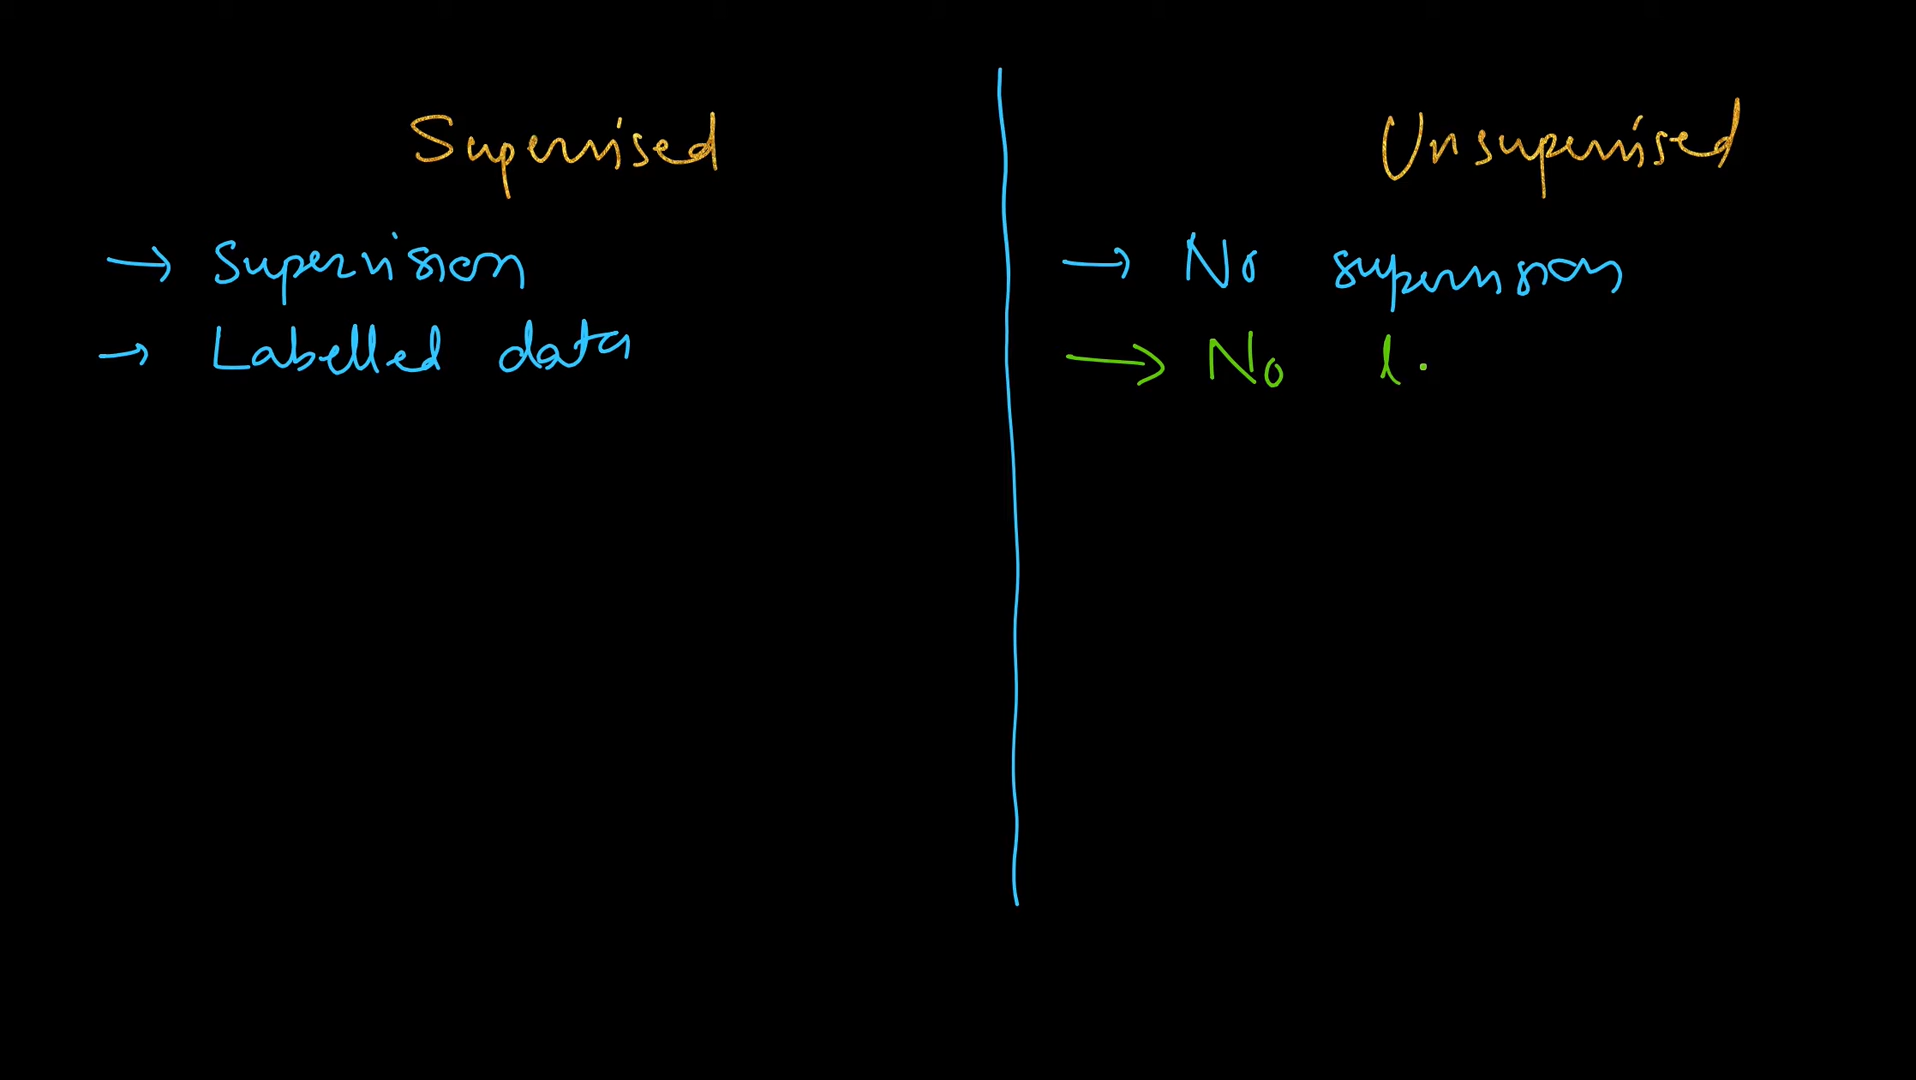 Supervised
→ Supervision
→ Labelled data
Unsupervised
→ No supervision
→ No l